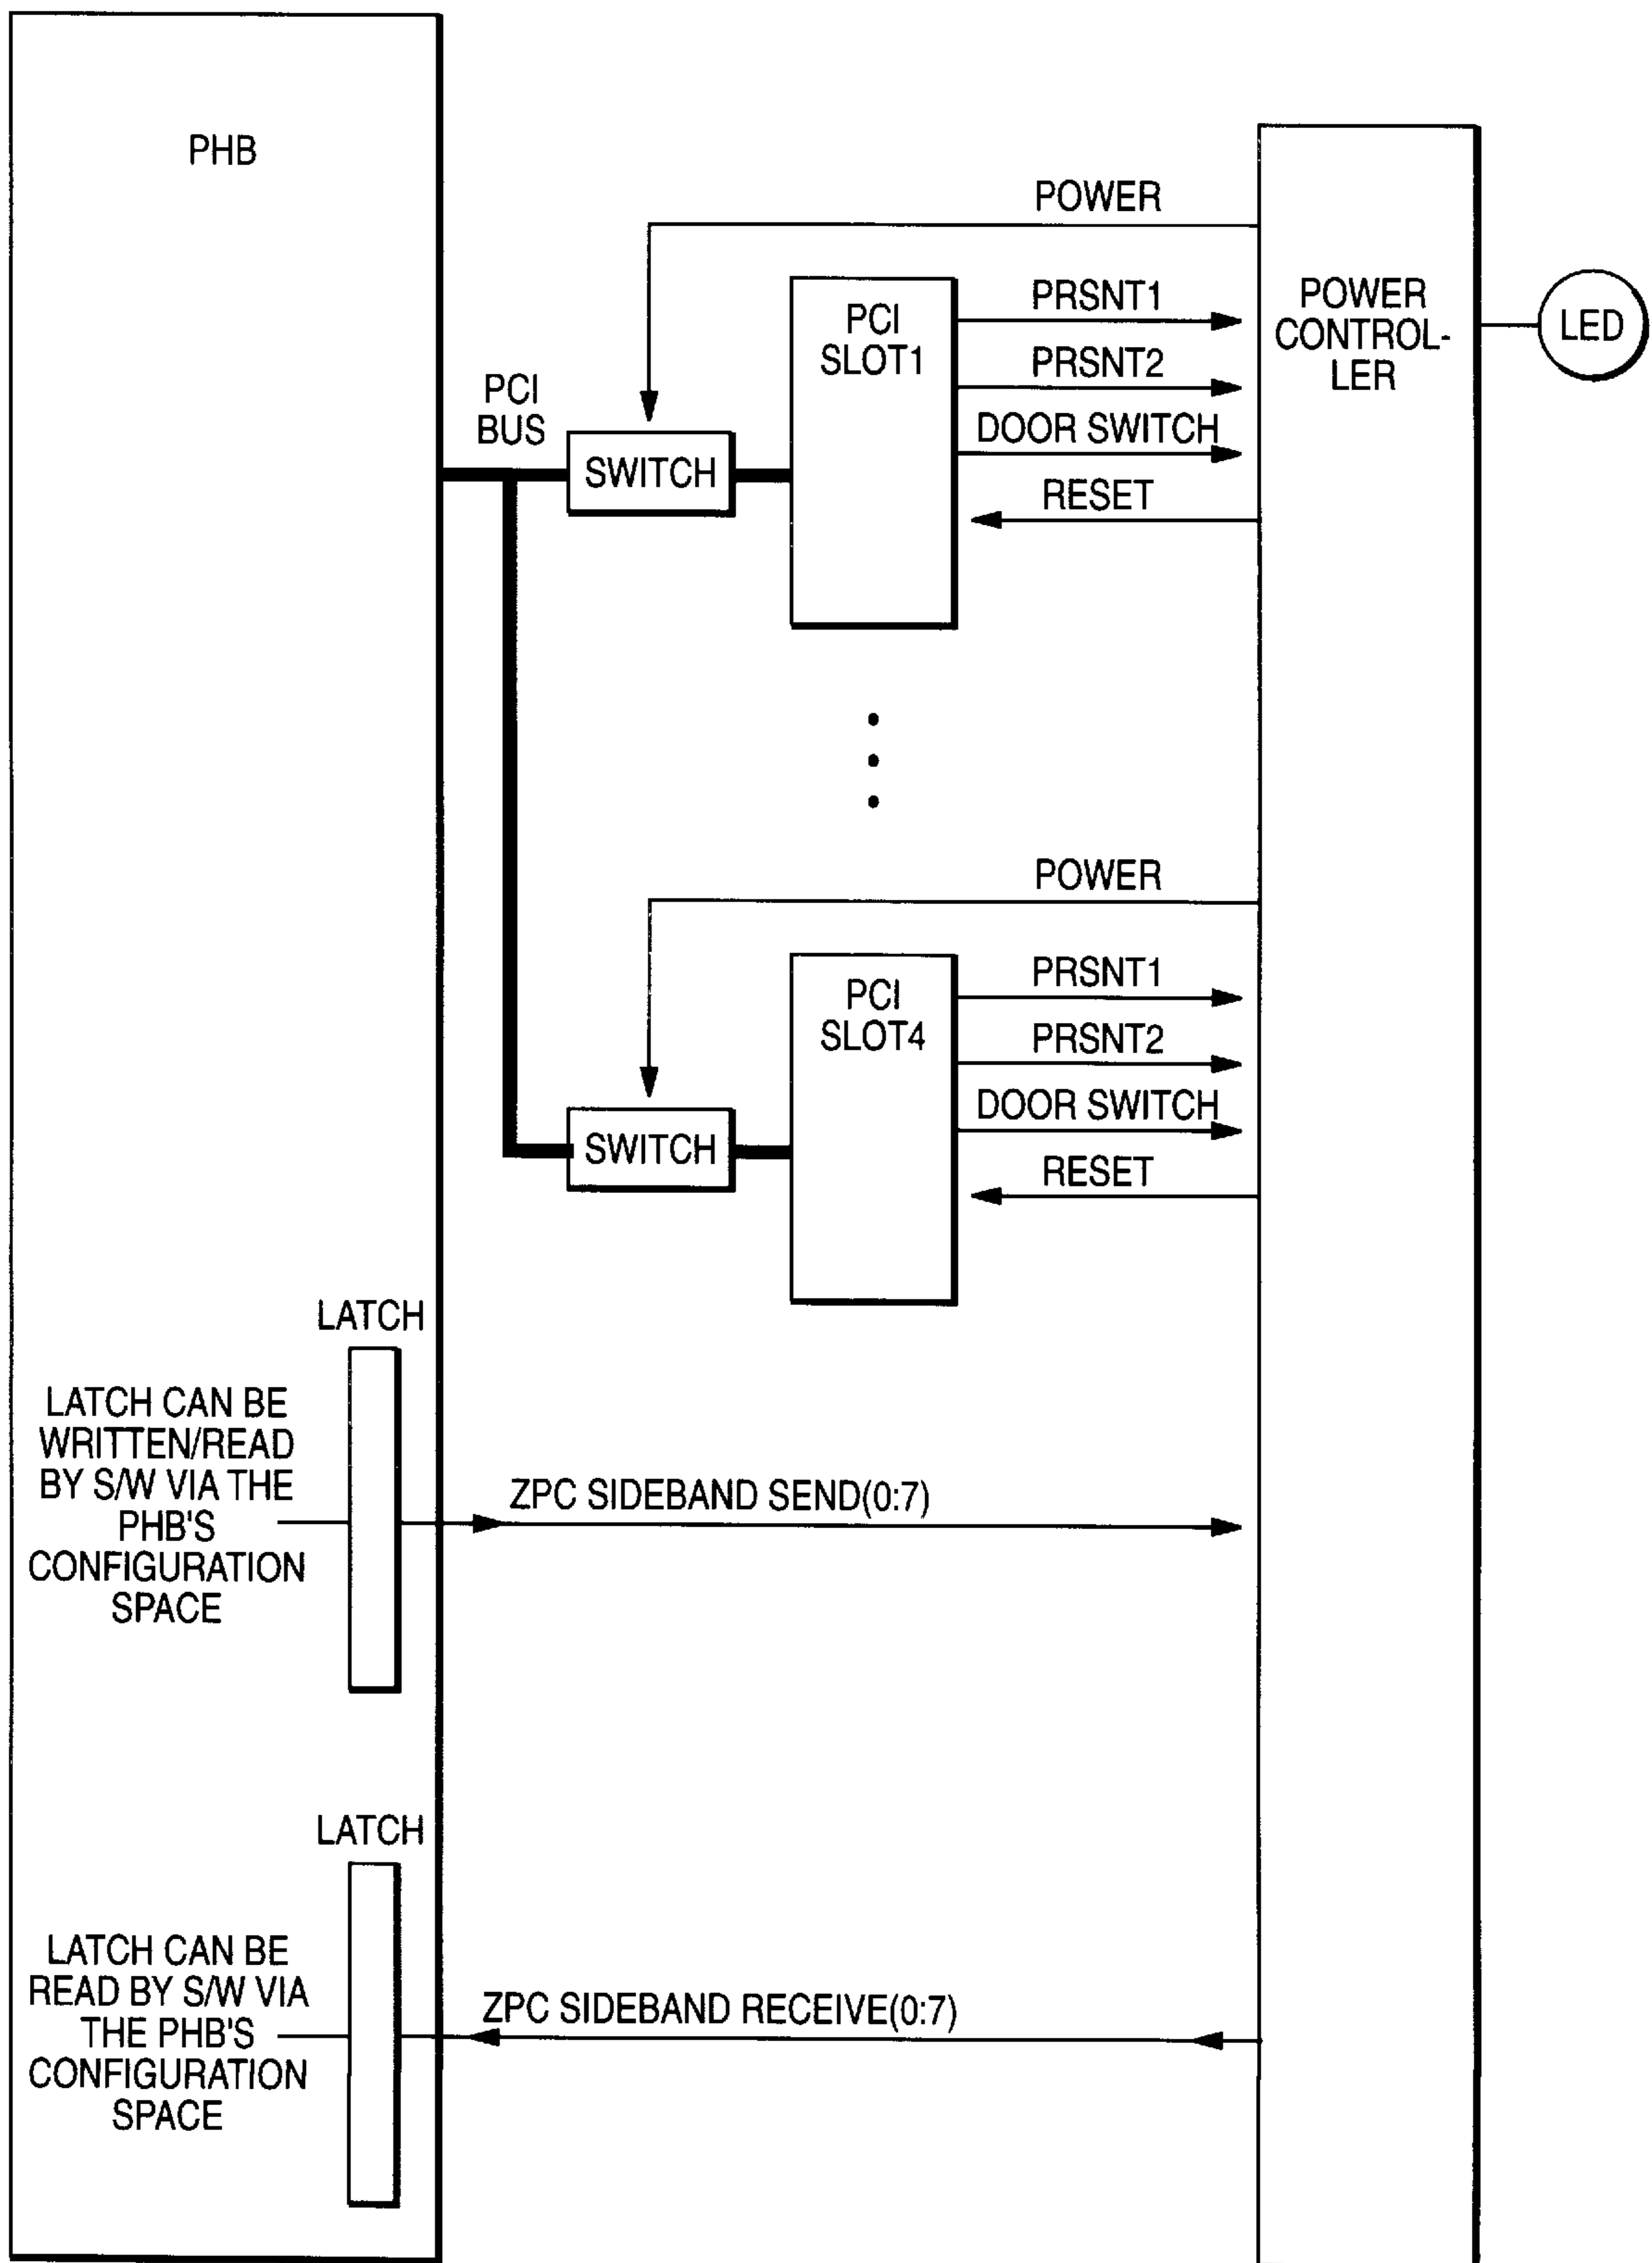 PHB
POWER
PCI
SLOT1
PRSNT1
PRSNT2
DOOR SWITCH
RESET
POWER
CONTROL-
LER
LED
PCI
BUS
SWITCH
POWER
PCI
SLOT4
PRSNT1
PRSNT2
DOOR SWITCH
RESET
SWITCH
LATCH
LATCH CAN BE
WRITTEN/READ
BY S/W VIA THE
PHB'S
CONFIGURATION
SPACE
ZPC SIDEBAND SEND(0:7)
LATCH
LATCH CAN BE
READ BY S/W VIA
THE PHB'S
CONFIGURATION
SPACE
ZPC SIDEBAND RECEIVE(0:7)